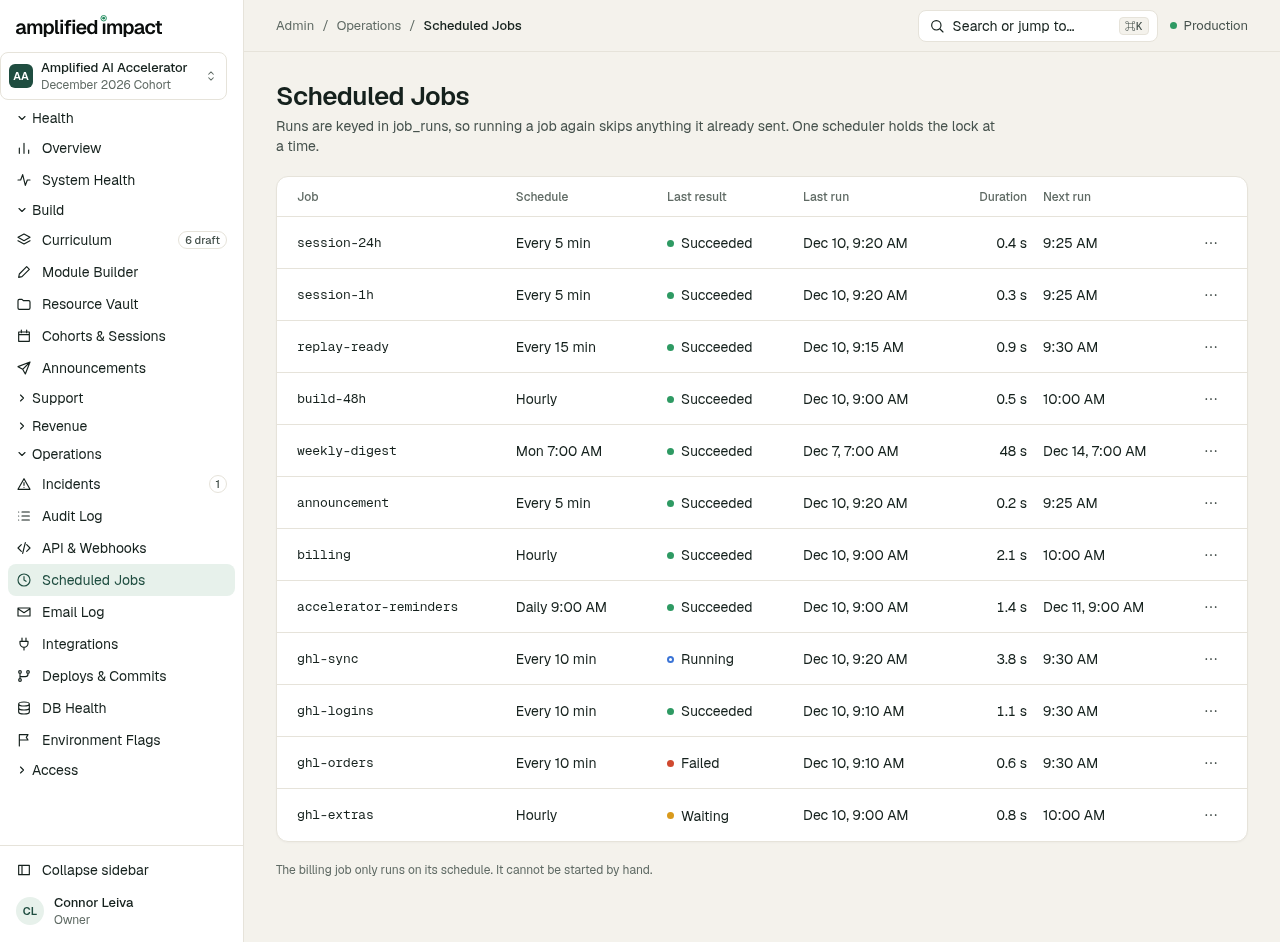 amplified impact
AA
Amplified AI Accelerator
December 2026 Cohort
Health
Overview
System Health
Build
Curriculum 6 draft
Module Builder
Resource Vault
Cohorts & Sessions
Announcements
Support
Revenue
Operations
Incidents 1
Audit Log
API & Webhooks
Scheduled Jobs
Email Log
Integrations
Deploys & Commits
DB Health
Environment Flags
Access
Collapse sidebar
CL
Connor Leiva
Owner
Admin / Operations / Scheduled Jobs
Search or jump to... ⌘K
Production
Scheduled Jobs
Runs are keyed in job_runs, so running a job again skips anything it already sent. One scheduler holds the lock at
a time.
Job Schedule Last result Last run Duration Next run
session-24h Every 5 min Succeeded Dec 10, 9:20 AM 0.4 s 9:25 AM ...
session-1h Every 5 min Succeeded Dec 10, 9:20 AM 0.3 s 9:25 AM ...
replay-ready Every 15 min Succeeded Dec 10, 9:15 AM 0.9 s 9:30 AM ...
build-48h Hourly Succeeded Dec 10, 9:00 AM 0.5 s 10:00 AM ...
weekly-digest Mon 7:00 AM Succeeded Dec 7, 7:00 AM 48 s Dec 14, 7:00 AM ...
announcement Every 5 min Succeeded Dec 10, 9:20 AM 0.2 s 9:25 AM ...
billing Hourly Succeeded Dec 10, 9:00 AM 2.1 s 10:00 AM ...
accelerator-reminders Daily 9:00 AM Succeeded Dec 10, 9:00 AM 1.4 s Dec 11, 9:00 AM ...
ghl-sync Every 10 min Running Dec 10, 9:20 AM 3.8 s 9:30 AM ...
ghl-logins Every 10 min Succeeded Dec 10, 9:10 AM 1.1 s 9:30 AM ...
ghl-orders Every 10 min Failed Dec 10, 9:10 AM 0.6 s 9:30 AM ...
ghl-extras Hourly Waiting Dec 10, 9:00 AM 0.8 s 10:00 AM ...
The billing job only runs on its schedule. It cannot be started by hand.